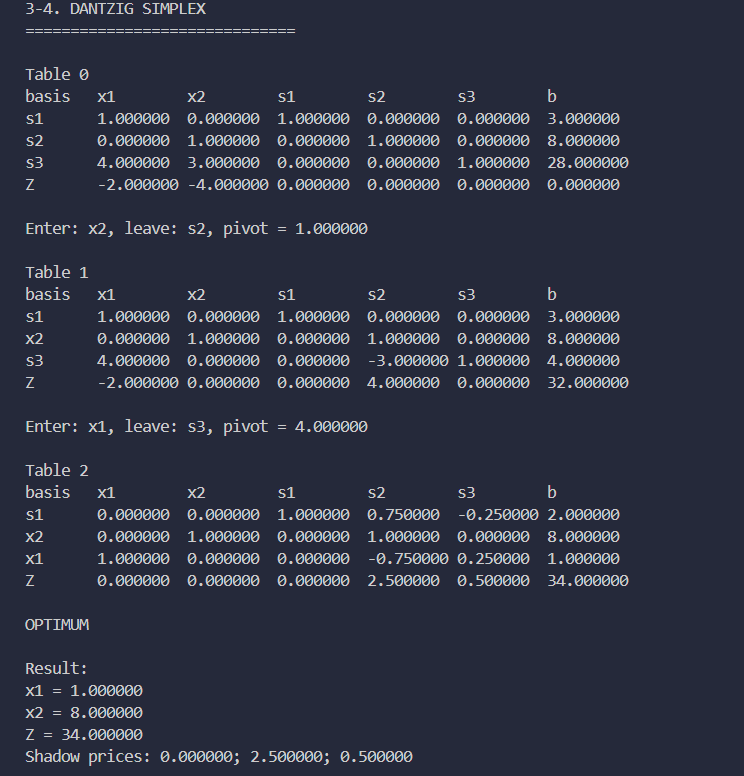 3-4. DANTZIG SIMPLEX
==============================
Table 0
basis   x1        x2        s1        s2        s3        b
s1      1.000000  0.000000  1.000000  0.000000  0.000000  3.000000
s2      0.000000  1.000000  0.000000  1.000000  0.000000  8.000000
s3      4.000000  3.000000  0.000000  0.000000  1.000000  28.000000
Z       -2.000000 -4.000000 0.000000  0.000000  0.000000  0.000000
Enter: x2, leave: s2, pivot = 1.000000
Table 1
basis   x1        x2        s1        s2        s3        b
s1      1.000000  0.000000  1.000000  0.000000  0.000000  3.000000
x2      0.000000  1.000000  0.000000  1.000000  0.000000  8.000000
s3      4.000000  0.000000  0.000000  -3.000000 1.000000  4.000000
Z       -2.000000 0.000000  0.000000  4.000000  0.000000  32.000000
Enter: x1, leave: s3, pivot = 4.000000
Table 2
basis   x1        x2        s1        s2        s3        b
s1      0.000000  0.000000  1.000000  0.750000  -0.250000 2.000000
x2      0.000000  1.000000  0.000000  1.000000  0.000000  8.000000
x1      1.000000  0.000000  0.000000  -0.750000 0.250000  1.000000
Z       0.000000  0.000000  0.000000  2.500000  0.500000  34.000000
OPTIMUM
Result:
x1 = 1.000000
x2 = 8.000000
Z = 34.000000
Shadow prices: 0.000000; 2.500000; 0.500000